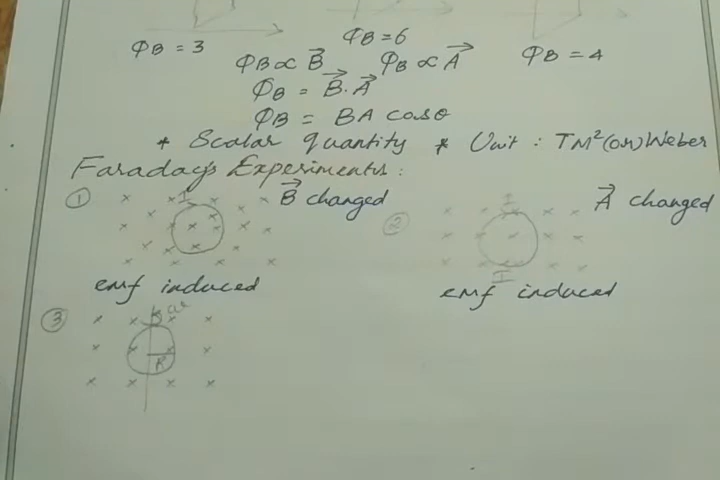 ΦB = 3
ΦB = 6
ΦB = 4
ΦB ∝ B⃗ ΦB ∝ A⃗
ΦB = B⃗ . A⃗
ΦB = BA cosθ
* Scalar quantity * Unit : TM²(or) Weber
Faraday's Experiments :
① I B⃗ changed
② I A⃗ changed
I
emf induced
emf induced
③
R